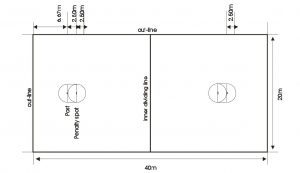 6.67m
2.50m
2.50m
2.50m
out-line
out-line
inner dividing line
Post
Penalty spot
20m
40m